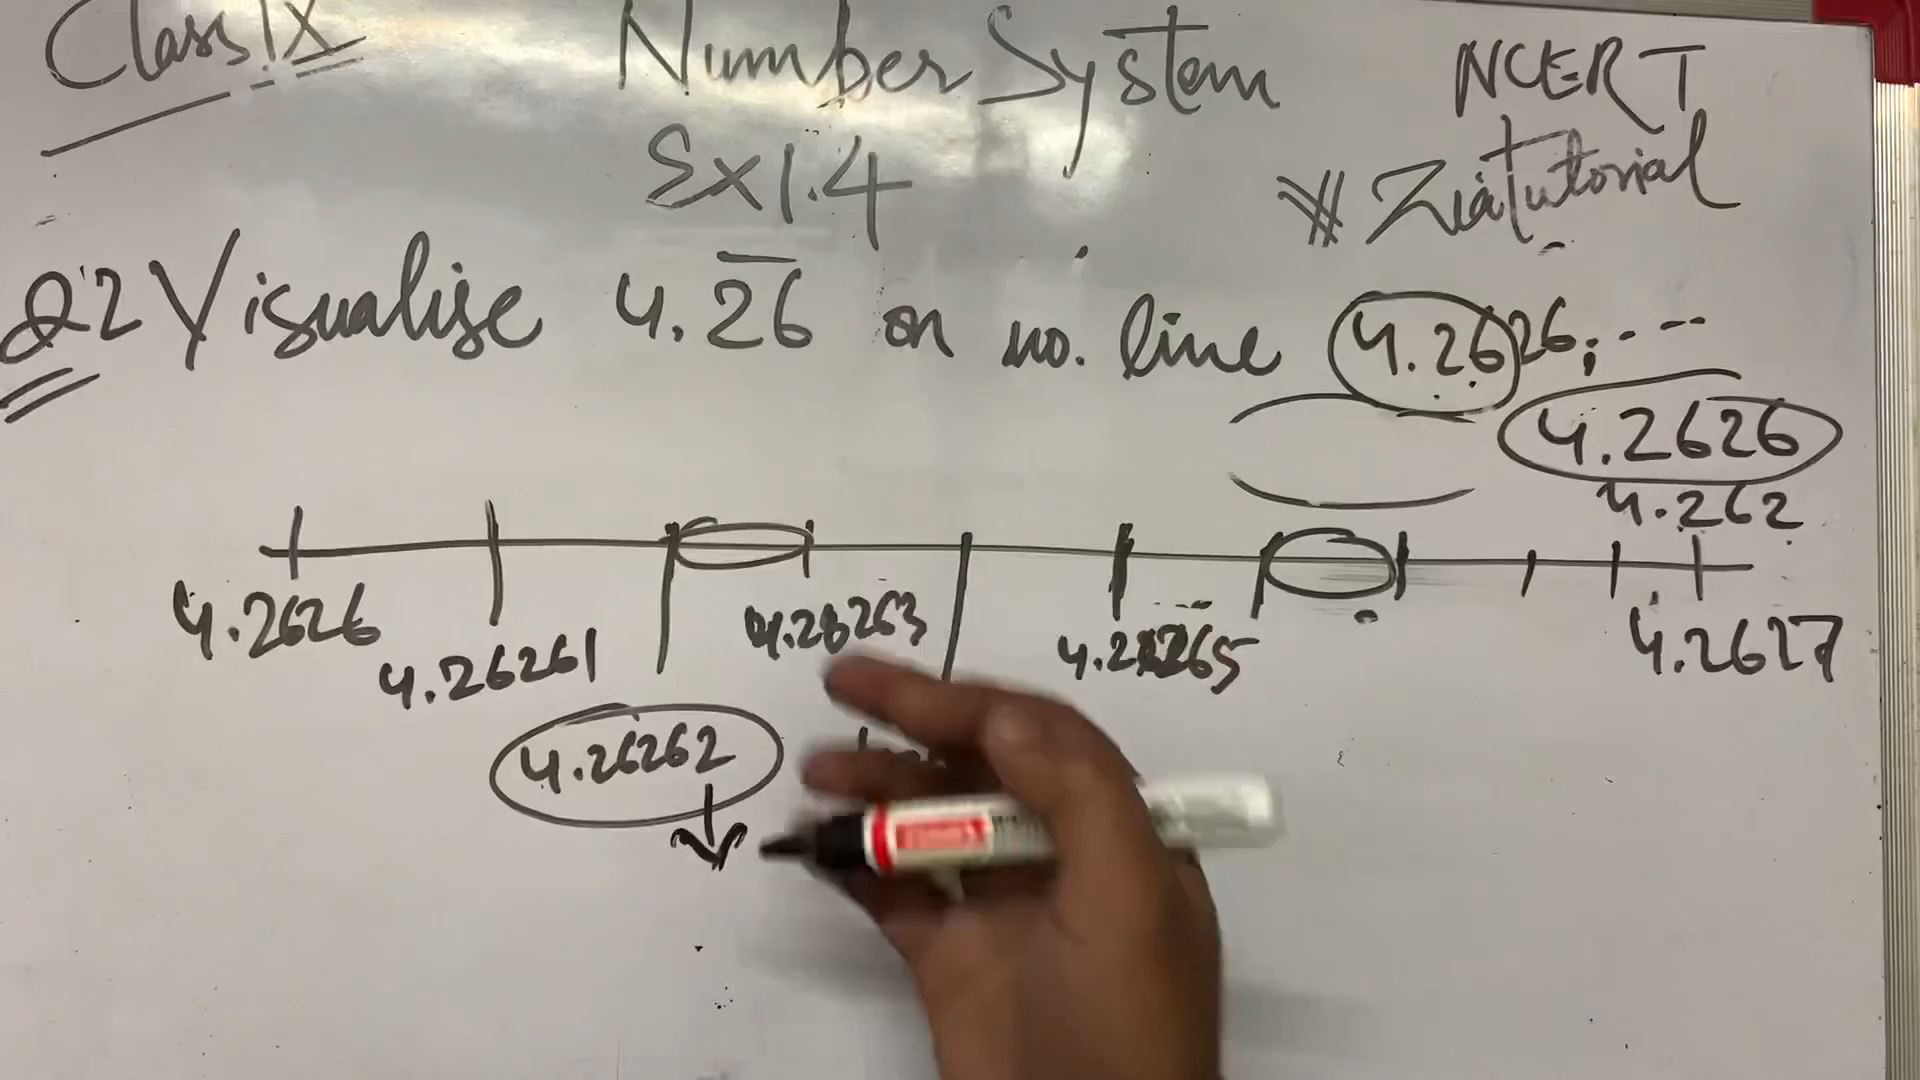 Class IX Number System NCERT
Ex 1.4 # ZiaTutorial
Q2 Visualise 4.2̅6̅ on no. line 4.2626....
4.2626
4.262
4.2626 4.26261 4.26263 4.26265 4.2627
4.26262